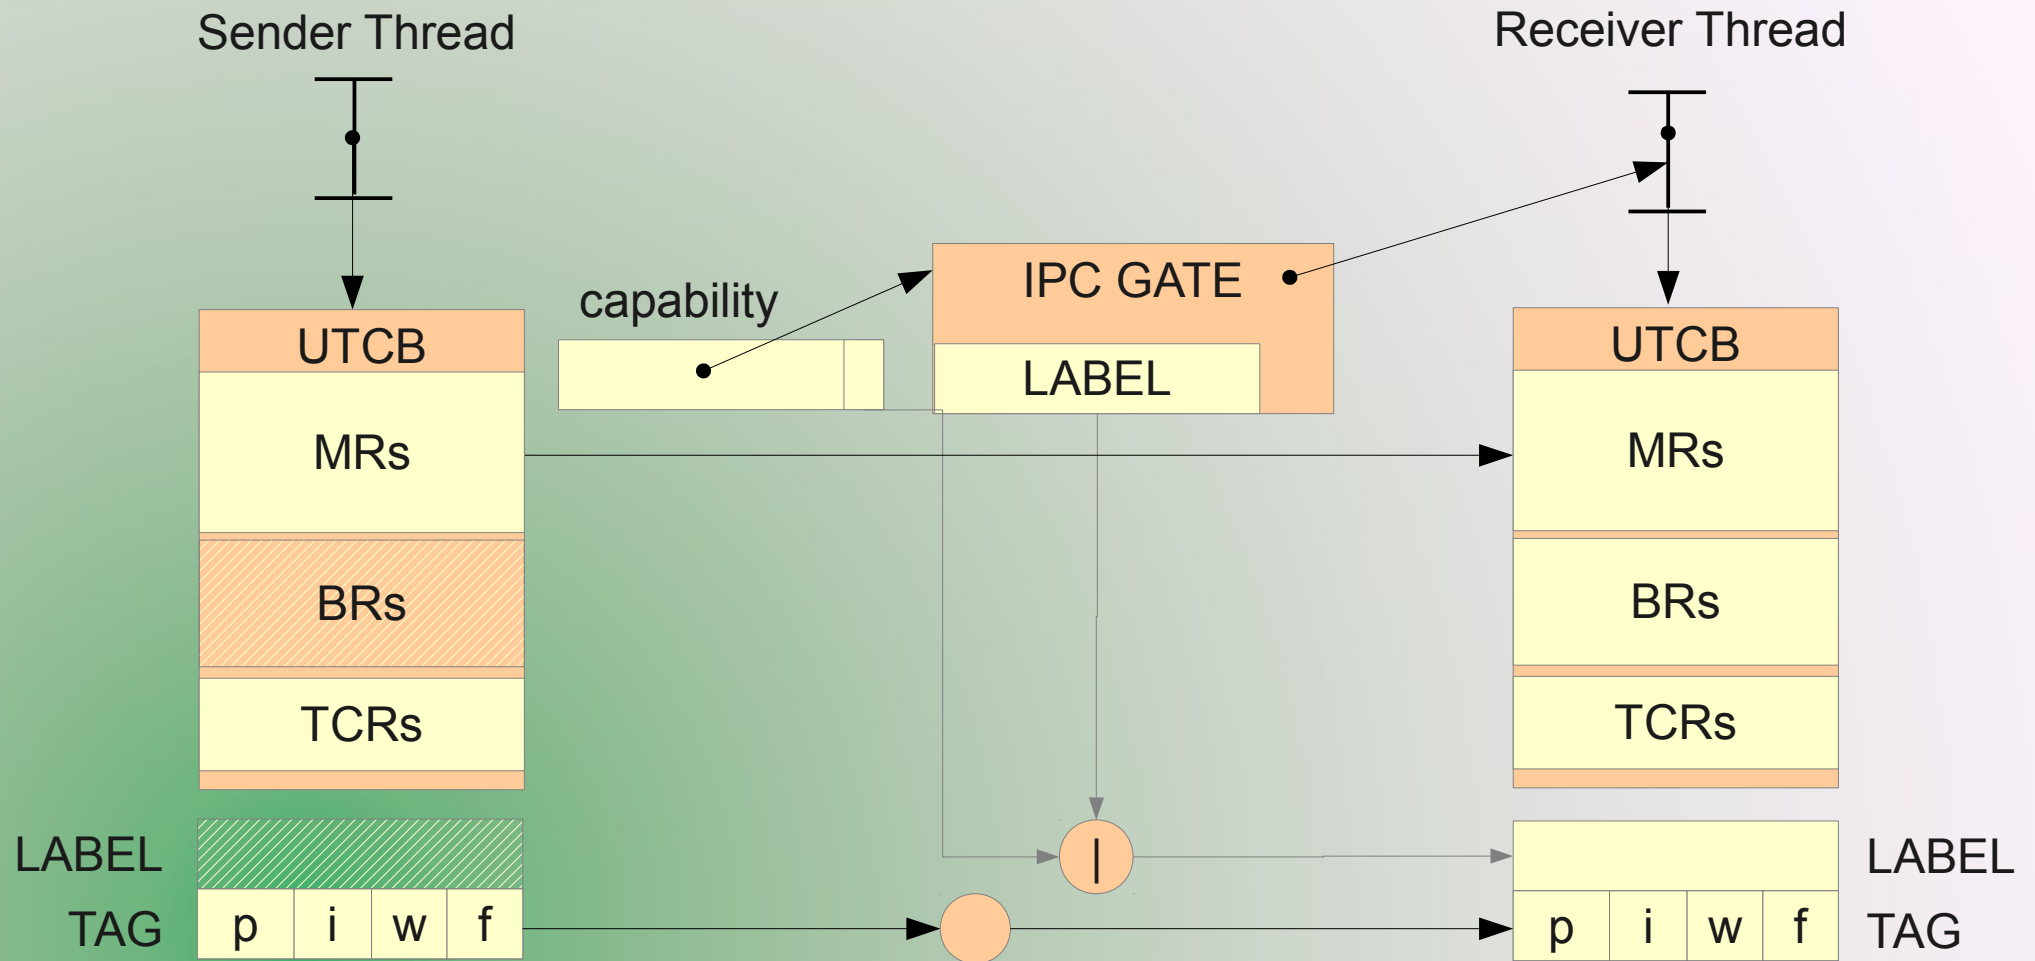 Sender Thread
Receiver Thread
capability
IPC GATE
LABEL
UTCB
MRs
BRs
TCRs
UTCB
MRs
BRs
TCRs
LABEL
TAG
p i w f
|
p i w f
LABEL
TAG